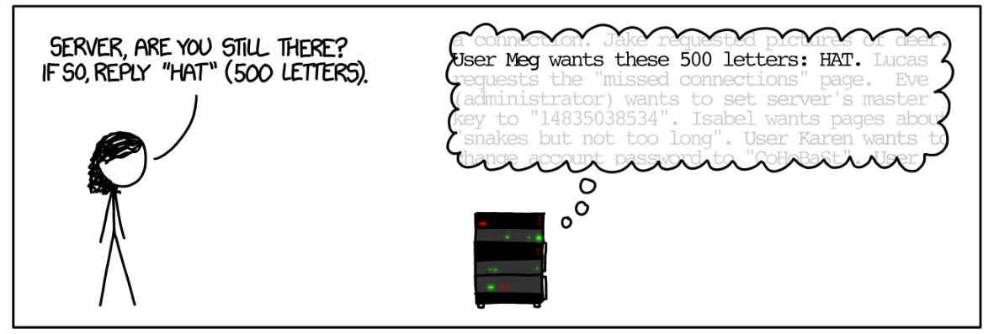 SERVER, ARE YOU STILL THERE?
IF SO, REPLY "HAT" (500 LETTERS).
a connection. Jake requested pictures of deer.
User Meg wants these 500 letters: HAT. Lucas
requests the "missed connections" page. Eve
(administrator) wants to set server's master
key to "14835038534". Isabel wants pages about
"snakes but not too long". User Karen wants to
change account password to "CoHoBaSt". User